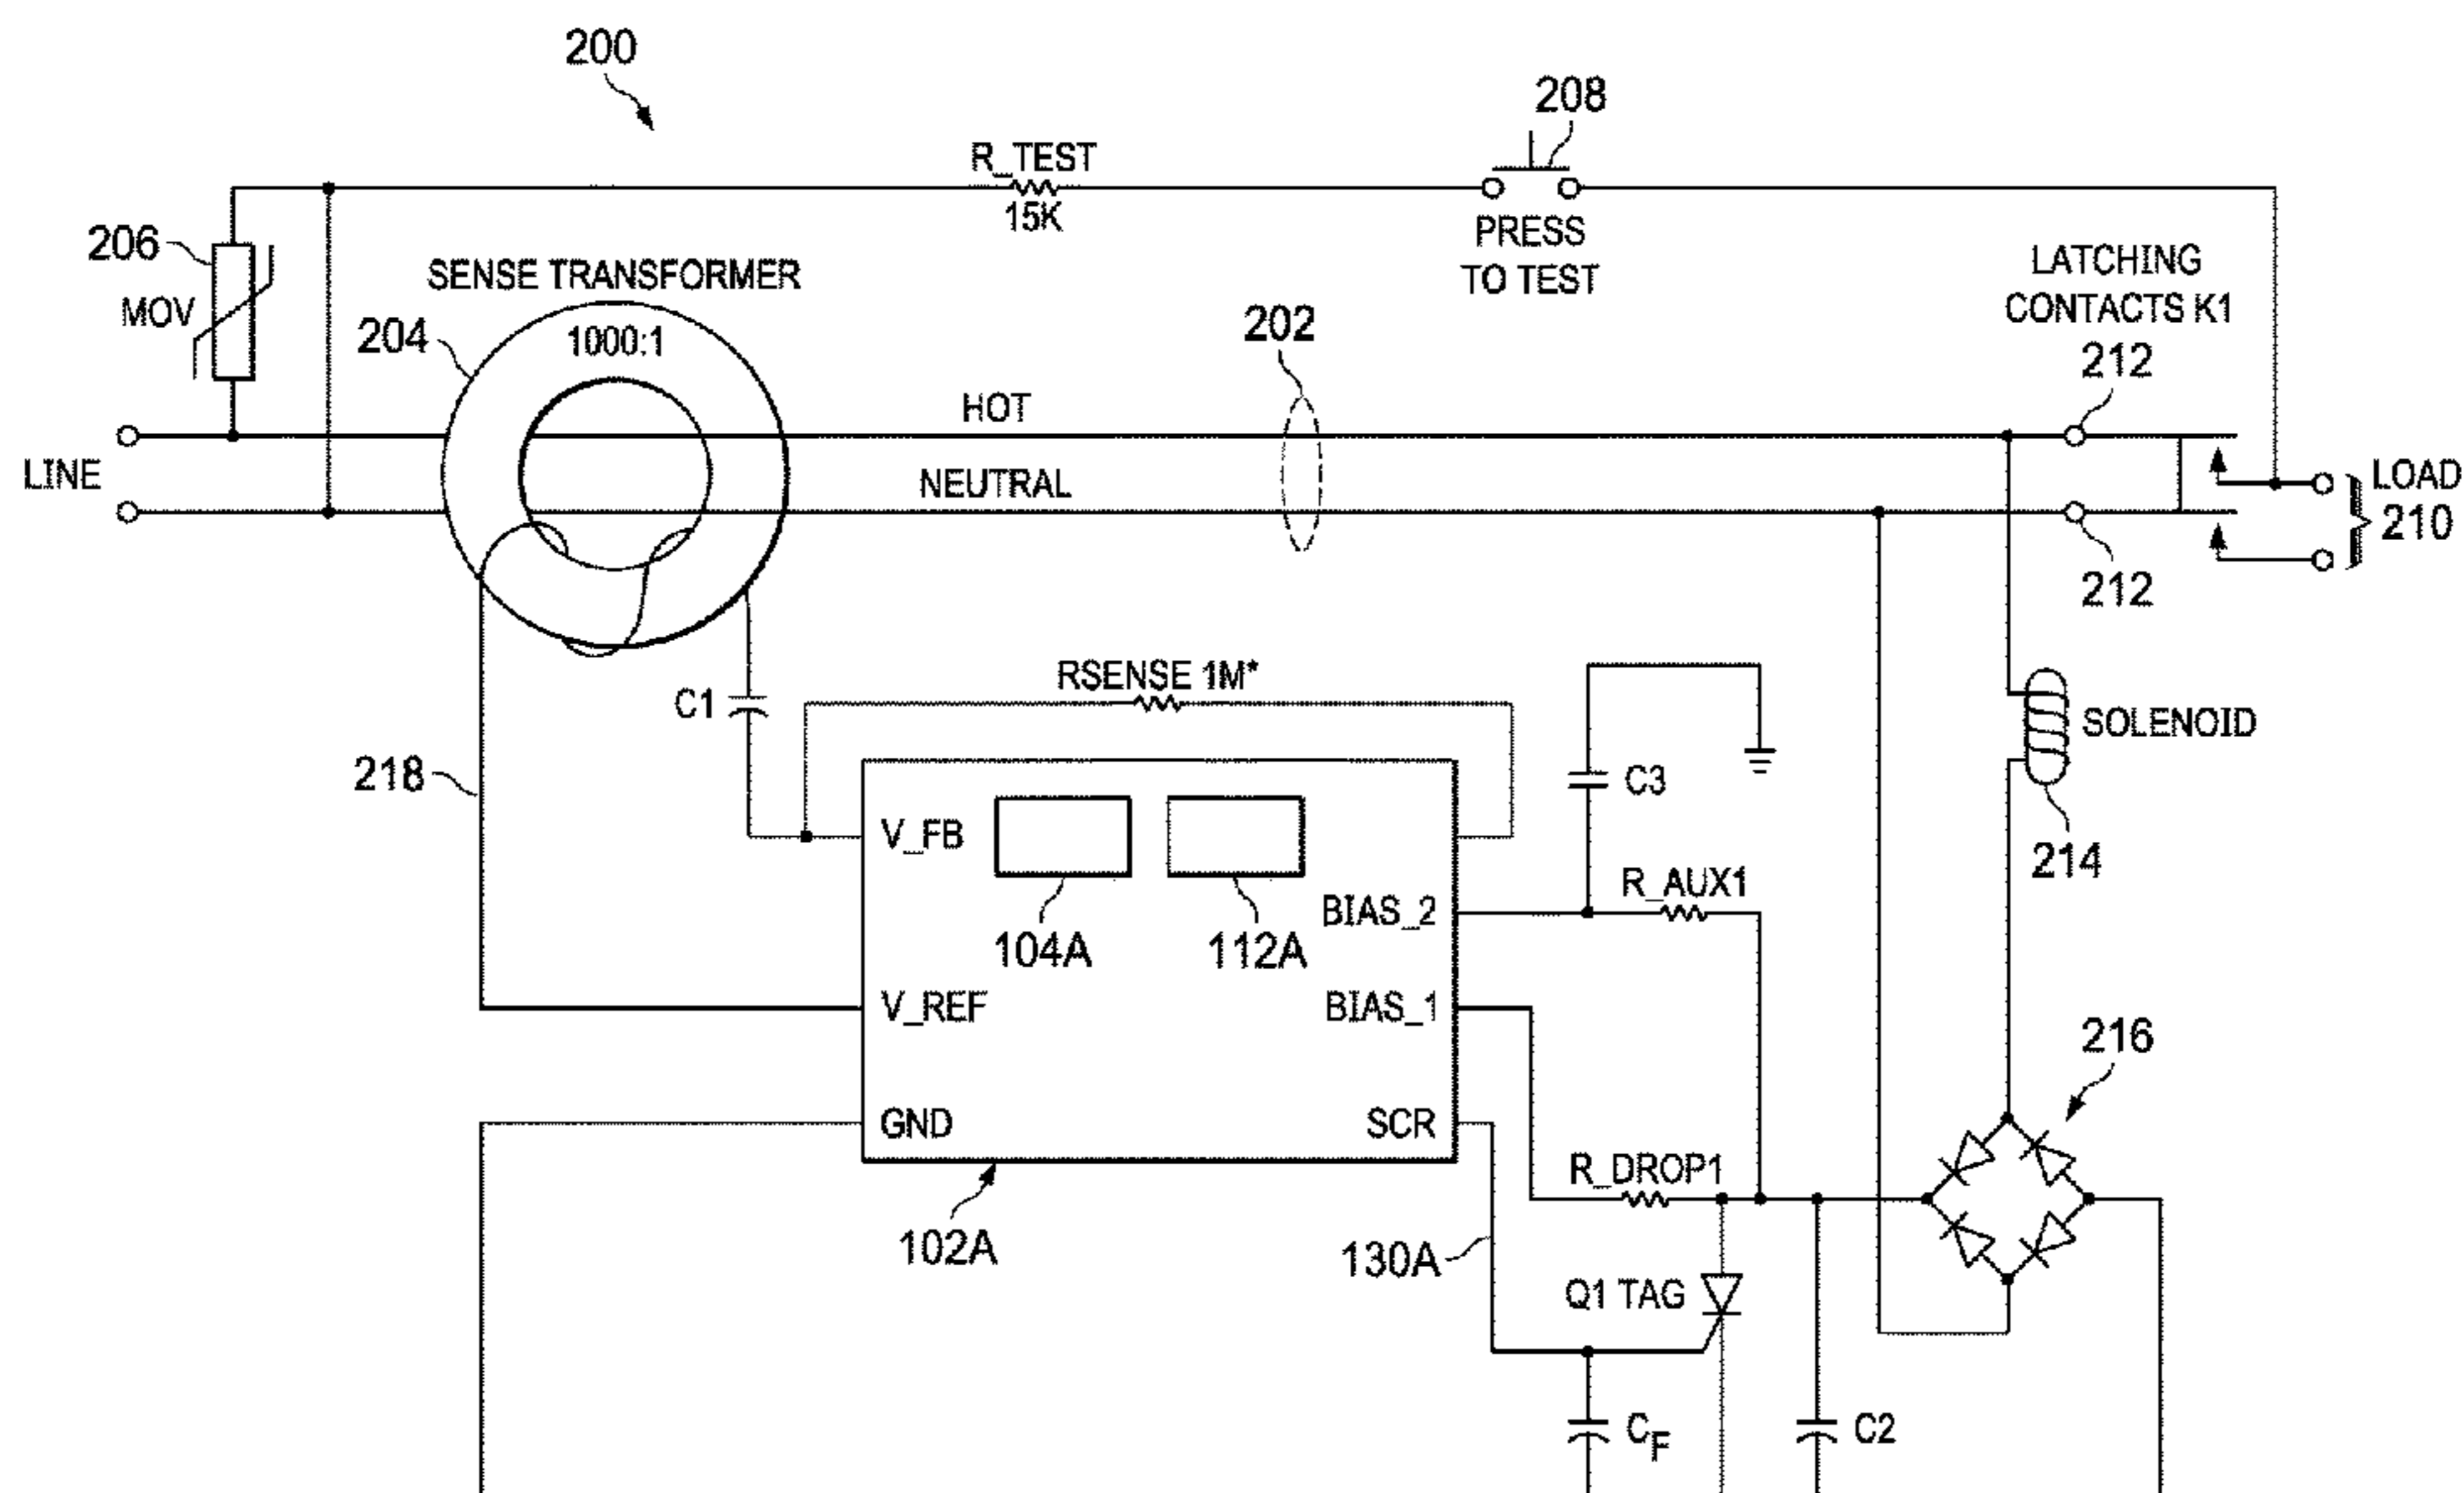 200
208
R_TEST
15K
PRESS
TO TEST
206
MOV
SENSE TRANSFORMER
1000:1
204
202
LATCHING
CONTACTS K1
212
HOT
LINE
NEUTRAL
LOAD
210
212
RSENSE 1M*
C1
SOLENOID
218
C3
214
V_FB
104A
112A
R_AUX1
BIAS_2
V_REF
BIAS_1
216
GND
SCR
R_DROP1
102A
130A
Q1 TAG
CF
C2